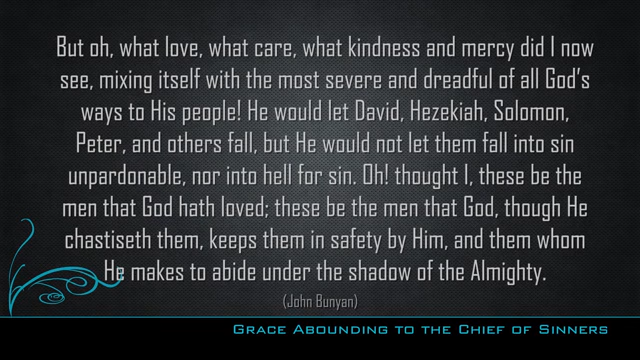 But oh, what love, what care, what kindness and mercy did I now
see, mixing itself with the most severe and dreadful of all God's
ways to His people! He would let David, Hezekiah, Solomon,
Peter, and others fall, but He would not let them fall into sin
unpardonable, nor into hell for sin. Oh! thought I, these be the
men that God hath loved; these be the men that God, though He
chastiseth them, keeps them in safety by Him, and them whom
He makes to abide under the shadow of the Almighty.
(John Bunyan)
Grace Abounding to the Chief of Sinners